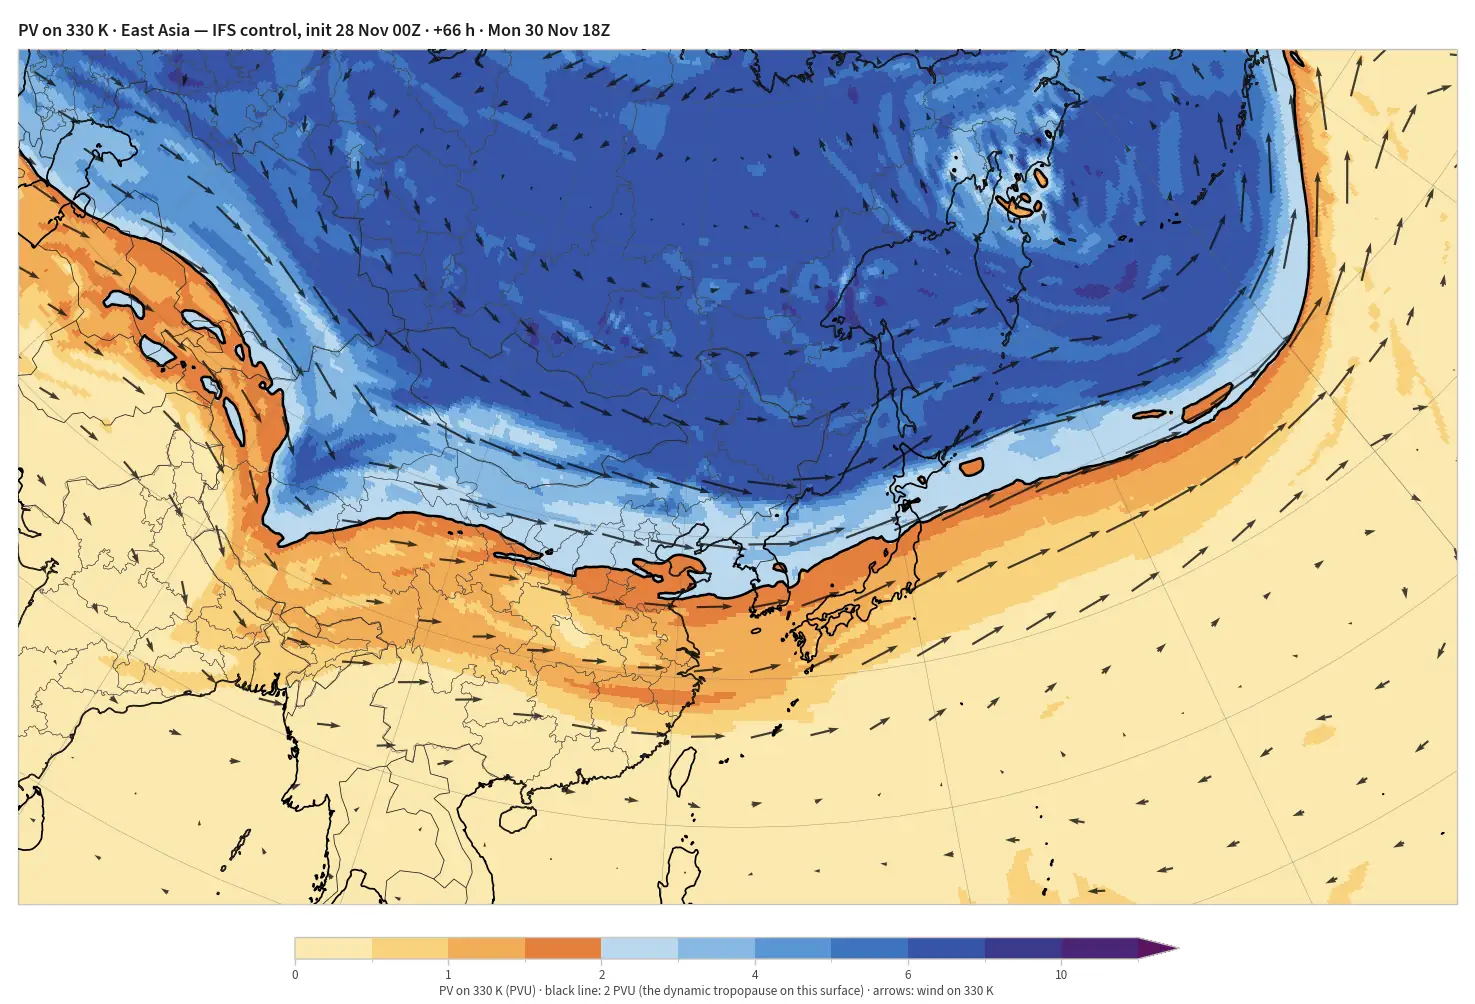 PV on 330 K · East Asia — IFS control, init 28 Nov 00Z · +66 h · Mon 30 Nov 18Z
0 1 2 4 6 10
PV on 330 K (PVU) · black line: 2 PVU (the dynamic tropopause on this surface) · arrows: wind on 330 K